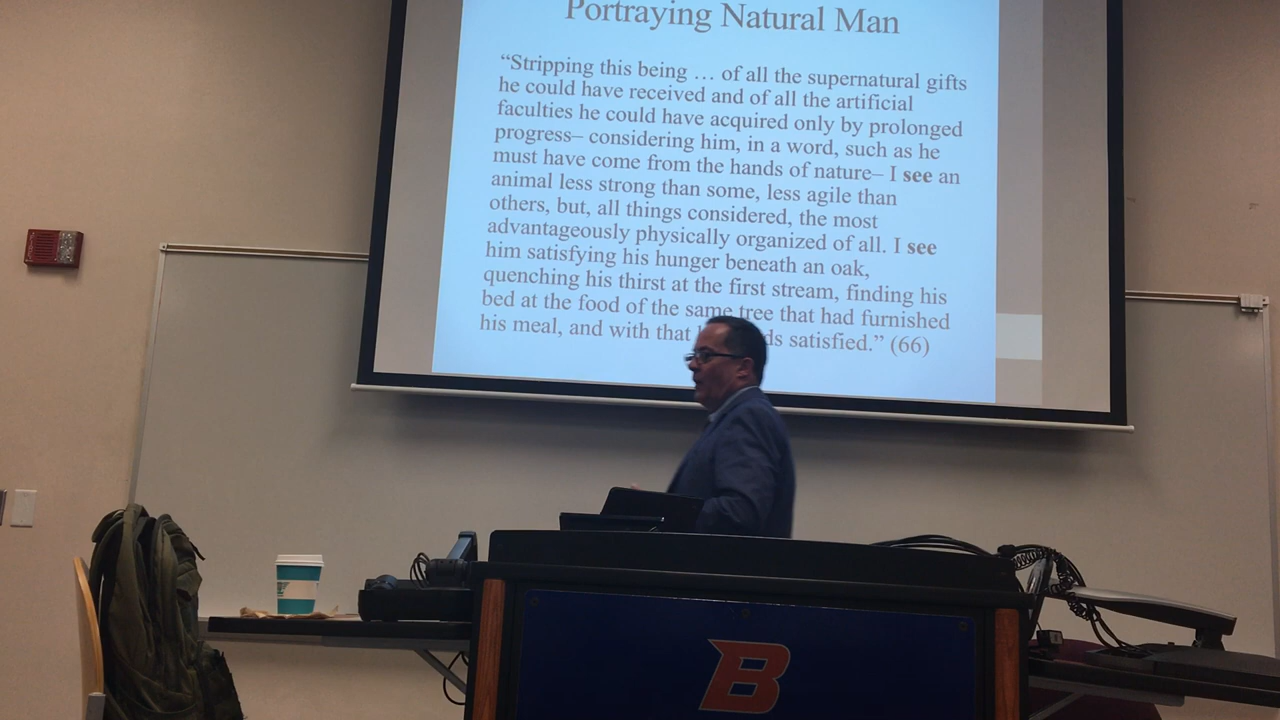 Portraying Natural Man
“Stripping this being … of all the supernatural gifts
he could have received and of all the artificial
faculties he could have acquired only by prolonged
progress– considering him, in a word, such as he
must have come from the hands of nature– I see an
animal less strong than some, less agile than
others, but, all things considered, the most
advantageously physically organized of all. I see
him satisfying his hunger beneath an oak,
quenching his thirst at the first stream, finding his
bed at the food of the same tree that had furnished
his meal, and with that satisfied.” (66)
B